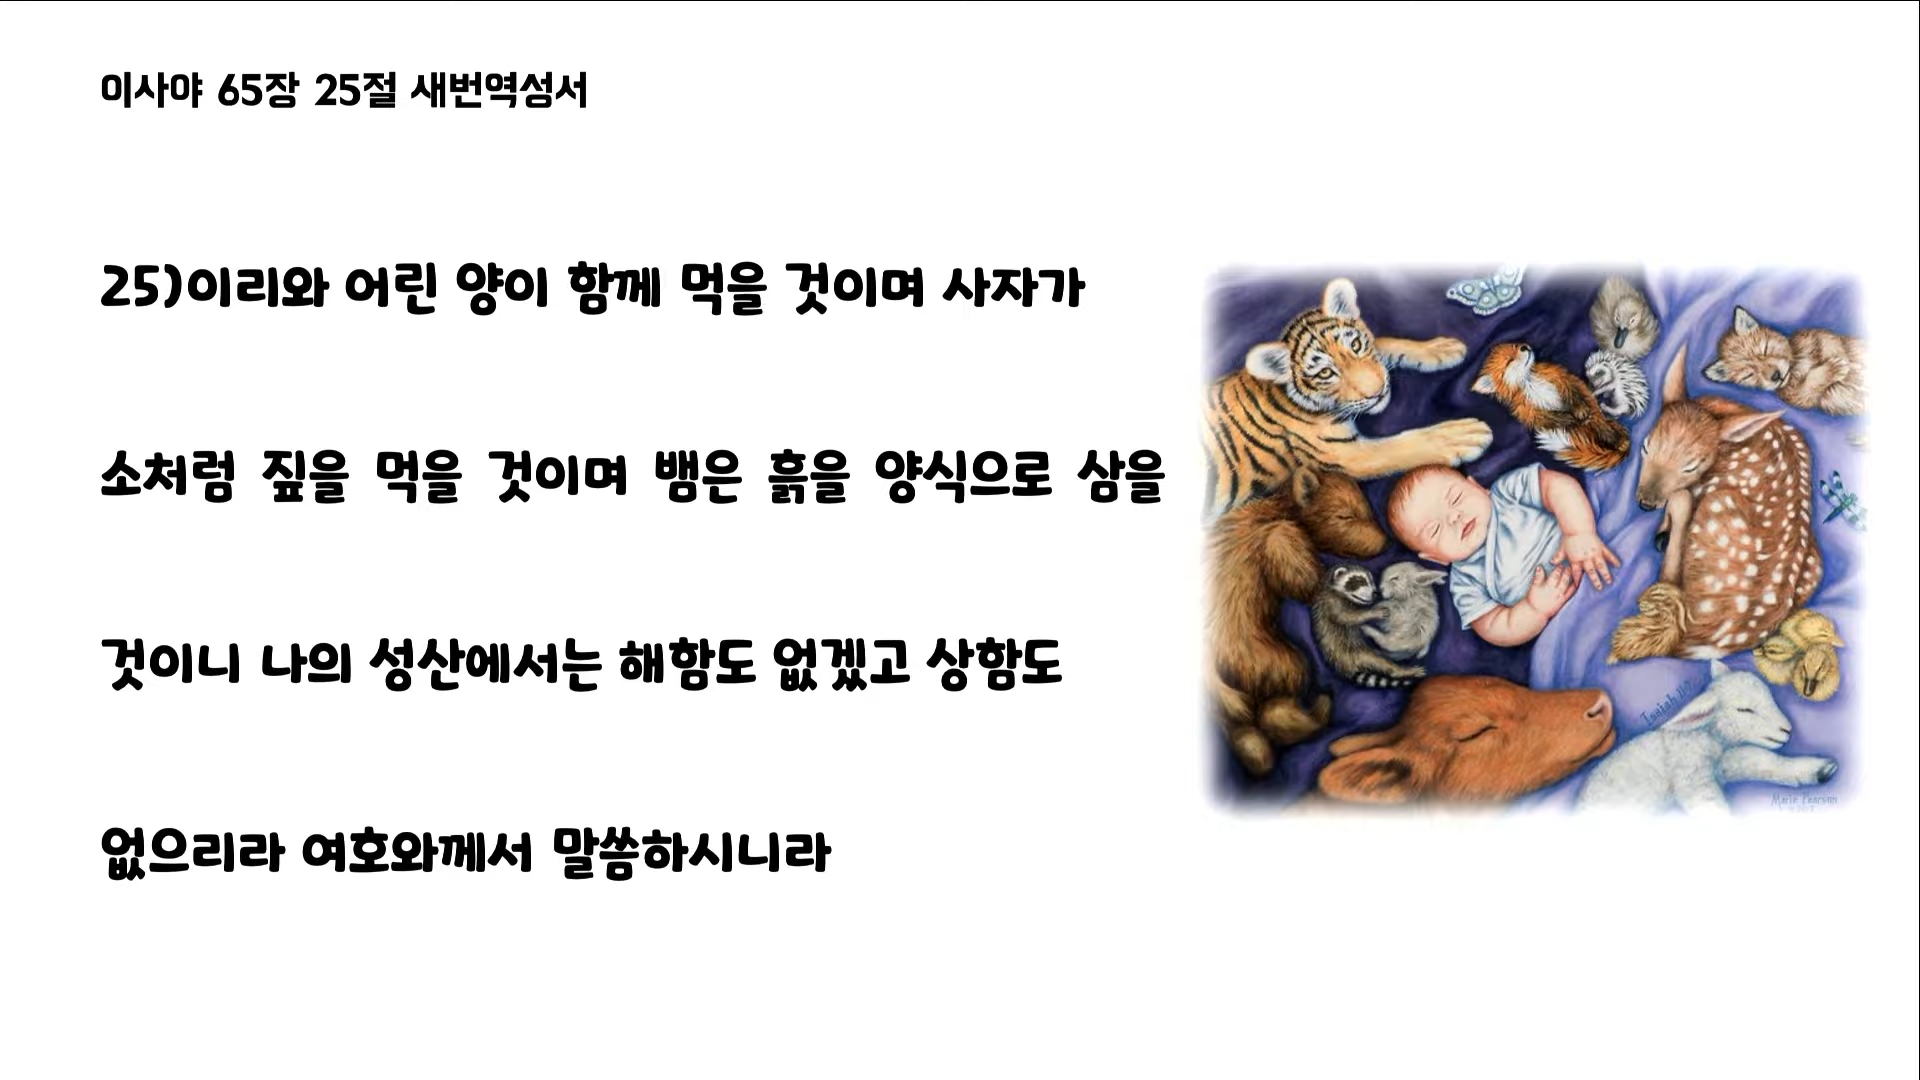 이사야 65장 25절 새번역성서
25)이리와 어린 양이 함께 먹을 것이며 사자가
소처럼 짚을 먹을 것이며 뱀은 흙을 양식으로 삼을
것이니 나의 성산에서는 해함도 없겠고 상함도
없으리라 여호와께서 말씀하시니라
Isaiah
Marie Pearson